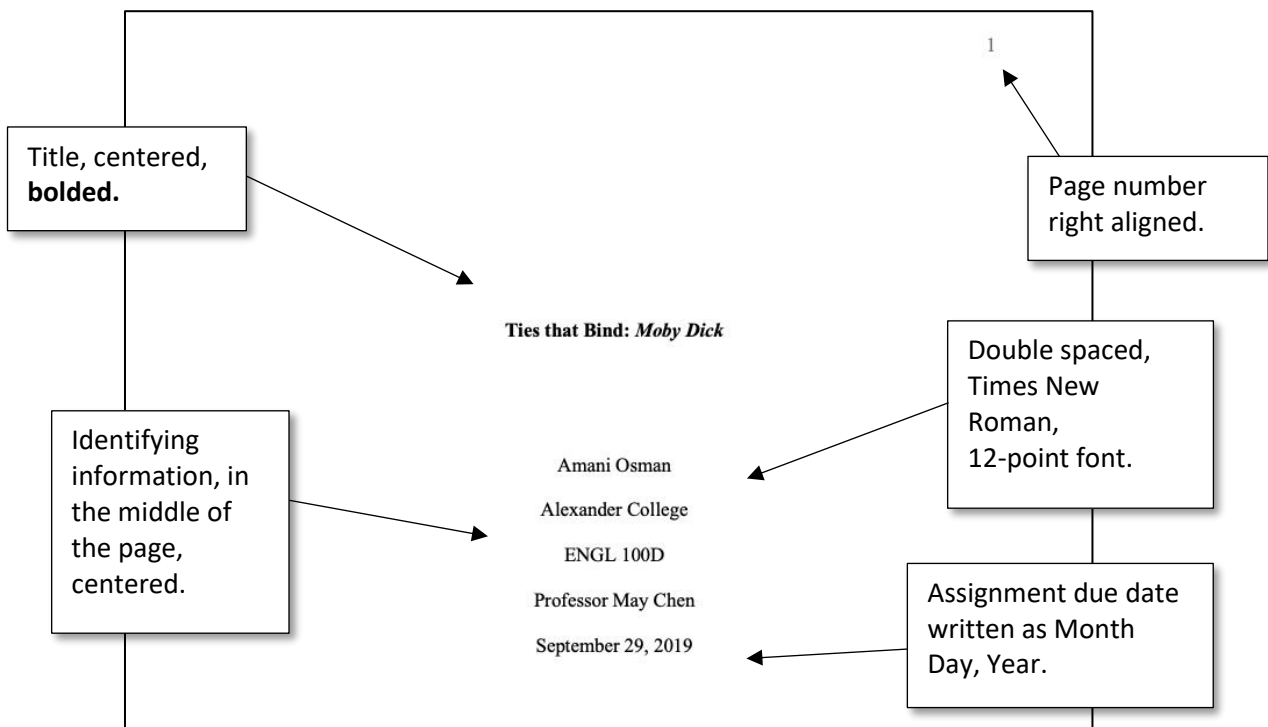 1
Title, centered,
bolded.
Page number
right aligned.
Ties that Bind: Moby Dick
Double spaced,
Times New
Roman,
12-point font.
Identifying
information, in
the middle of
the page,
centered.
Amani Osman
Alexander College
ENGL 100D
Professor May Chen
September 29, 2019
Assignment due date
written as Month
Day, Year.